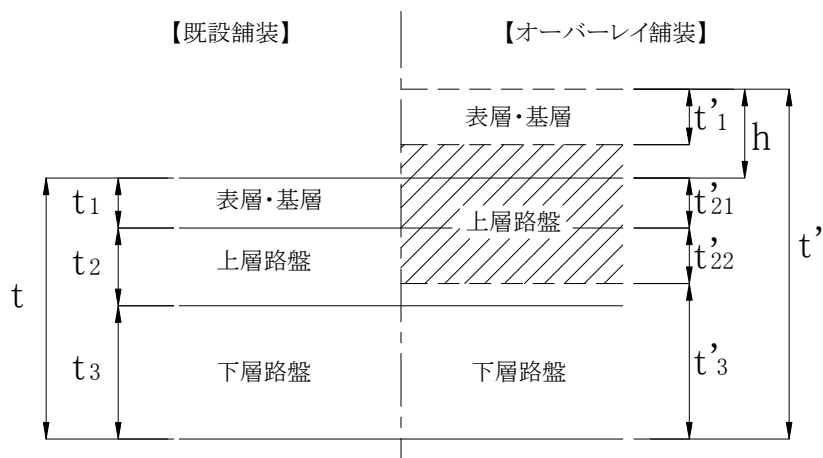 【既設舗装】
【オーバーレイ舗装】
表層・基層
t'1
h
t1
表層・基層
t'21
上層路盤
t2
上層路盤
t'22
t'
t
t3
下層路盤
下層路盤
t'3